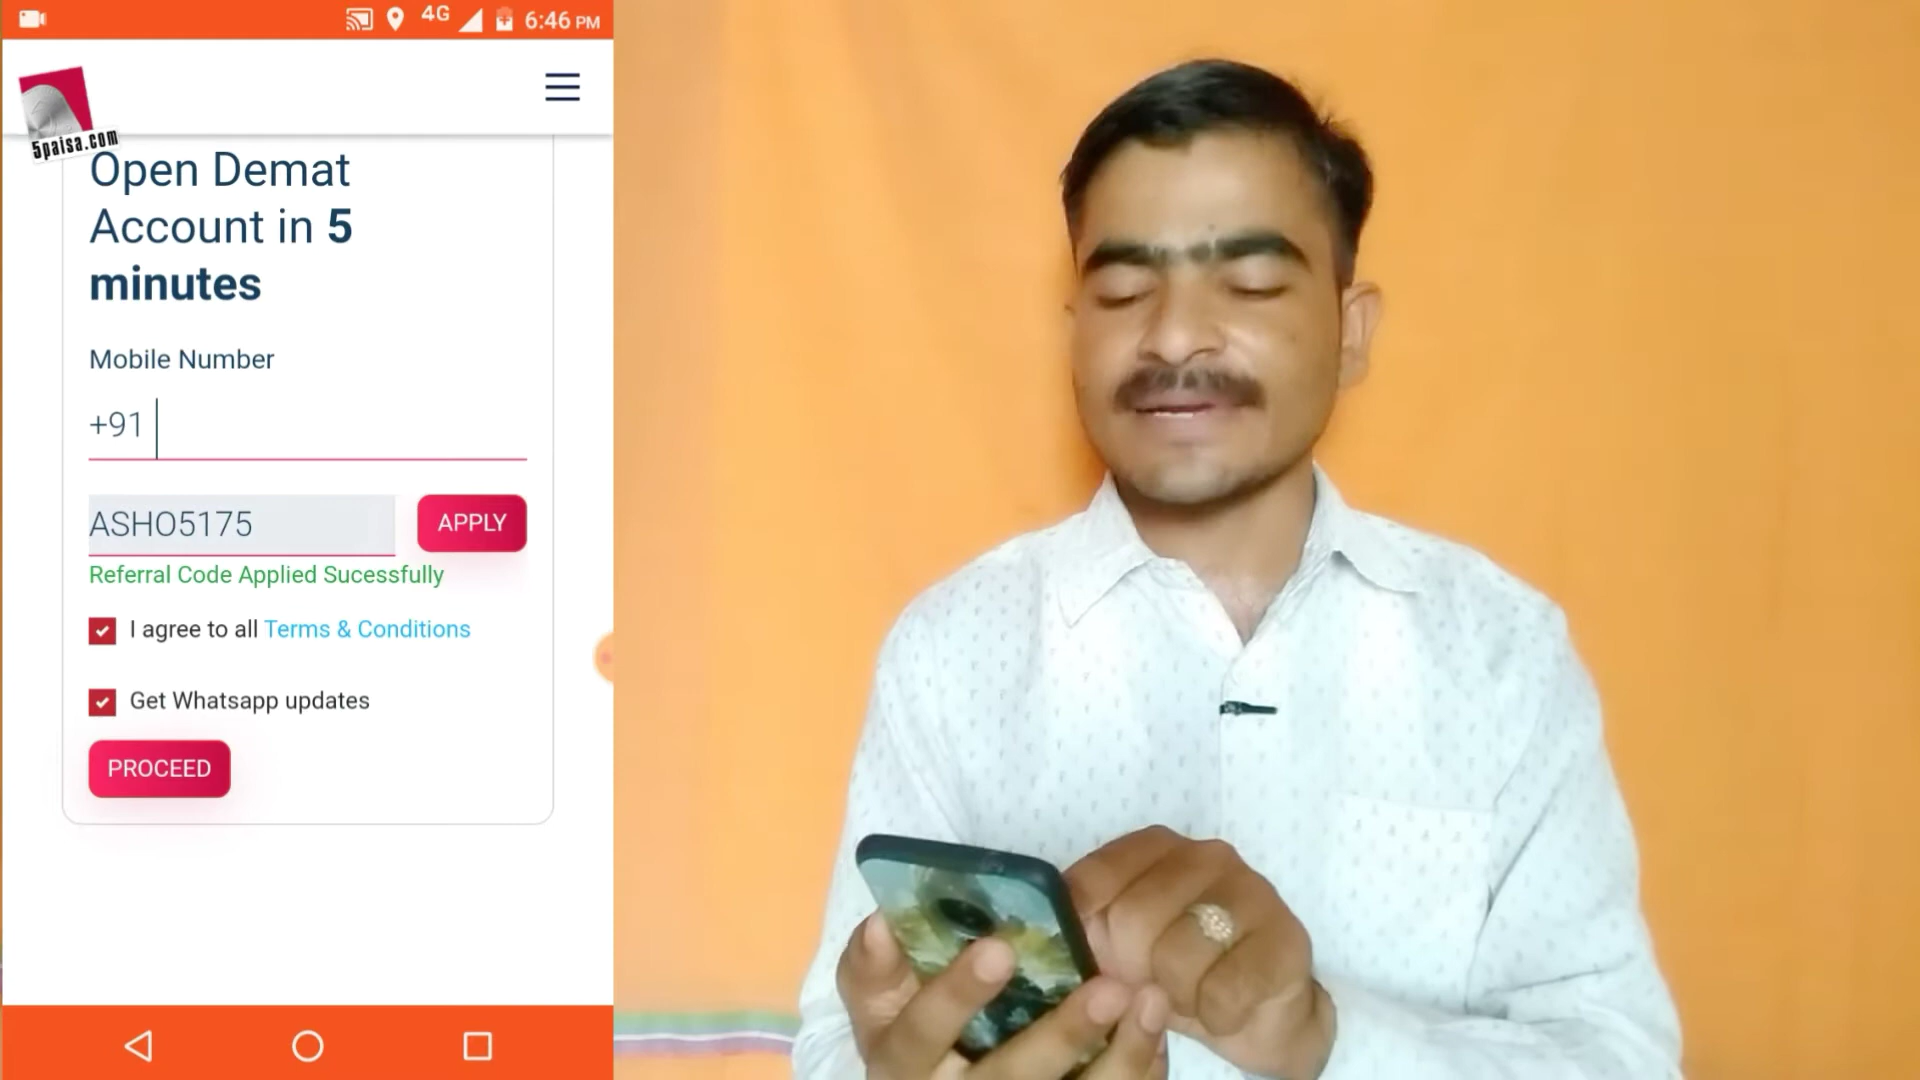 4G 6:46 PM
5paisa.com
Open Demat
Account in 5
minutes
Mobile Number
+91
ASHO5175 APPLY
Referral Code Applied Sucessfully
I agree to all Terms & Conditions
Get Whatsapp updates
PROCEED